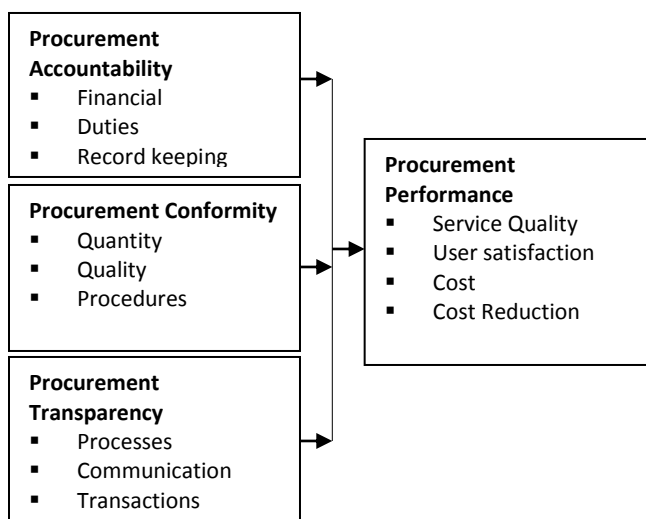 Procurement
Accountability
▪ Financial
▪ Duties
▪ Record keeping
Procurement Conformity
▪ Quantity
▪ Quality
▪ Procedures
Procurement
Transparency
▪ Processes
▪ Communication
▪ Transactions
Procurement
Performance
▪ Service Quality
▪ User satisfaction
▪ Cost
▪ Cost Reduction